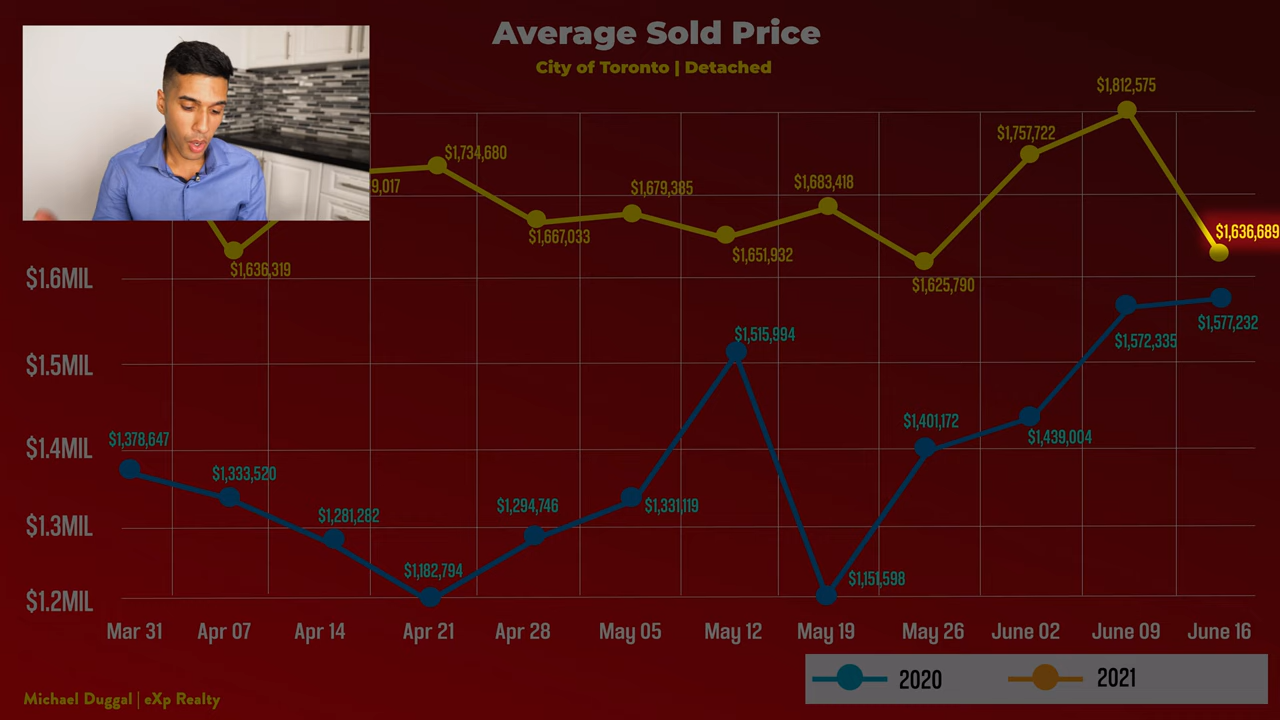 Average Sold Price
City of Toronto | Detached
$1,812,575
$1,757,722
$1,734,680
9,017
$1,679,385
$1,683,418
$1,667,033
$1,636,689
$1,651,932
$1,636,319
$1,625,790
$1.6MIL
$1,577,232
$1,515,994
$1,572,335
$1.5MIL
$1,401,172
$1,378,647
$1,439,004
$1.4MIL
$1,333,520
$1,294,746
$1,331,119
$1,281,282
$1.3MIL
$1,182,794
$1,151,598
$1.2MIL
Mar 31 Apr 07 Apr 14 Apr 21 Apr 28 May 05 May 12 May 19 May 26 June 02 June 09 June 16
2020 2021
Michael Duggal | eXp Realty